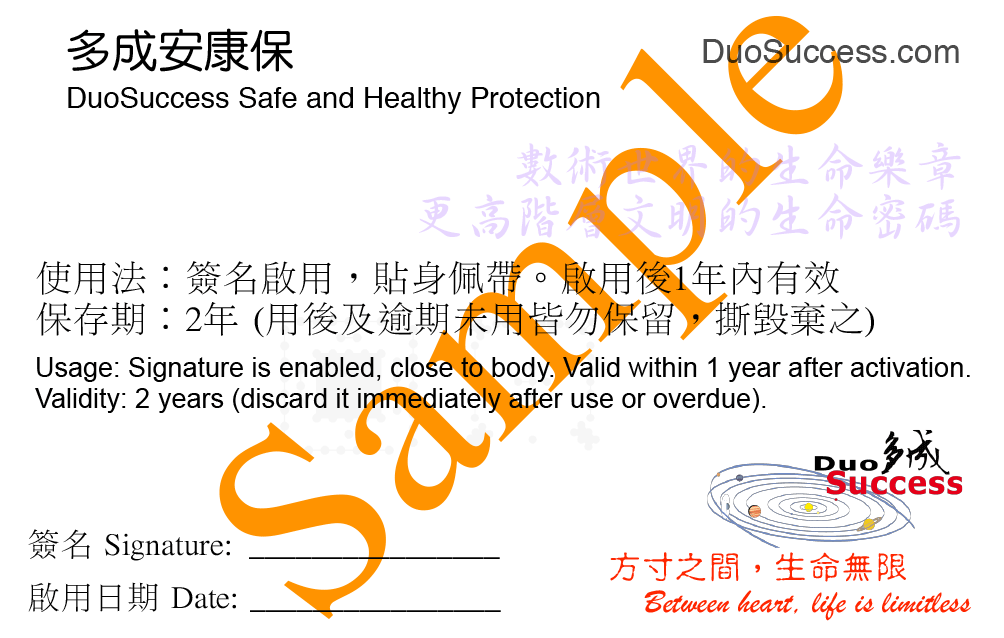 多成安康保
DuoSuccess.com
DuoSuccess Safe and Healthy Protection
數術世界的生命樂章
更高階層文明的生命密碼
使用法：簽名啟用，貼身佩帶。啟用後1年內有效
保存期：2年 (用後及逾期未用皆勿保留，撕毀棄之)
Usage: Signature is enabled, close to body. Valid within 1 year after activation.
Validity: 2 years (discard it immediately after use or overdue).
Sample
Duo多成
Success
簽名 Signature:
方寸之間，生命無限
啟用日期 Date:
Between heart, life is limitless